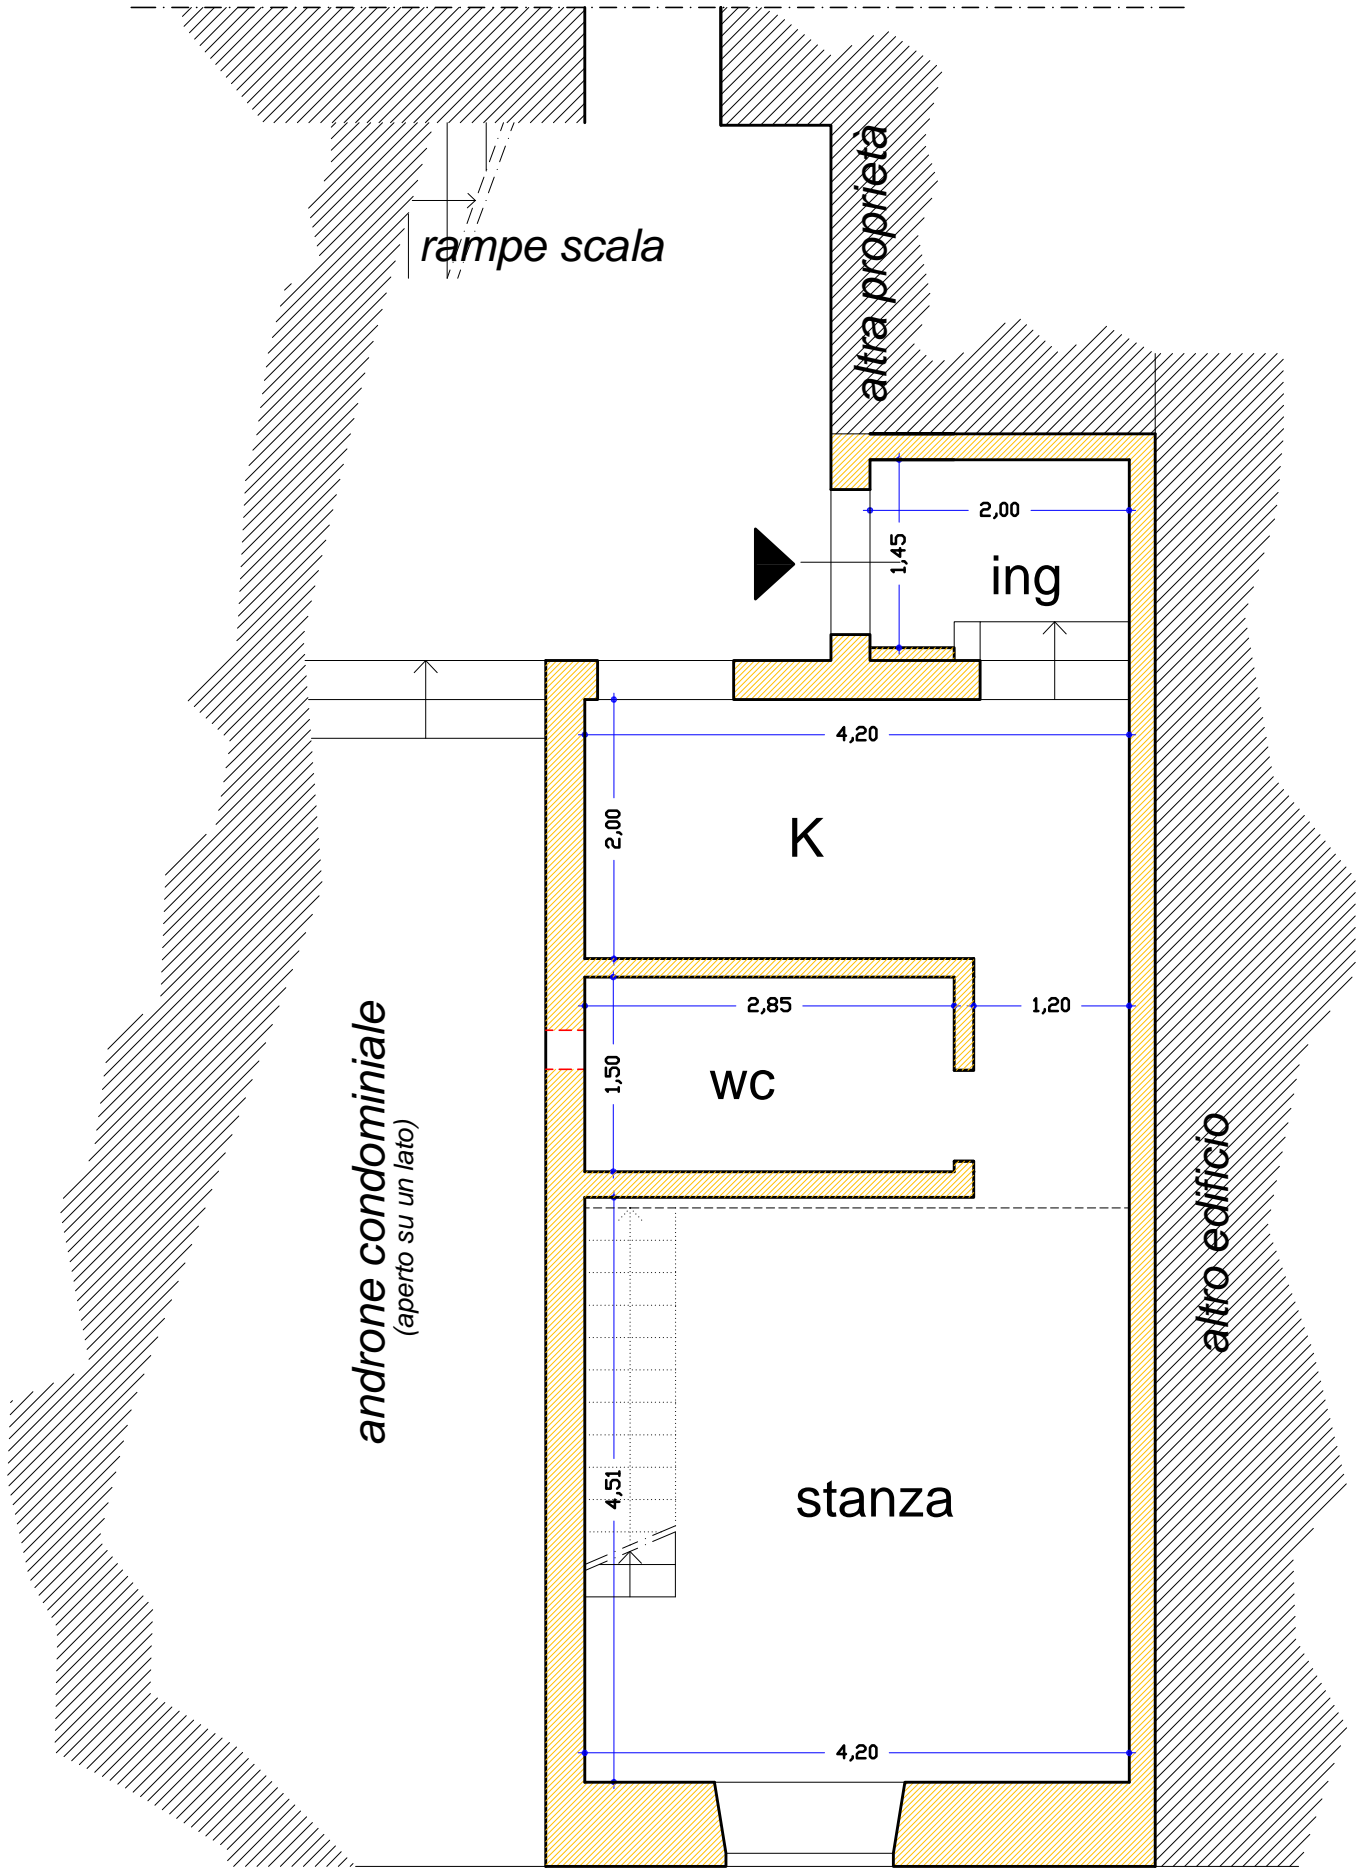 altra proprietà
rampe scala
2,00
1,45
ing
4,20
2,00
K
2,85
1,20
1,50
wc
androne condominiale
(aperto su un lato)
altro edificio
4,51
stanza
4,20